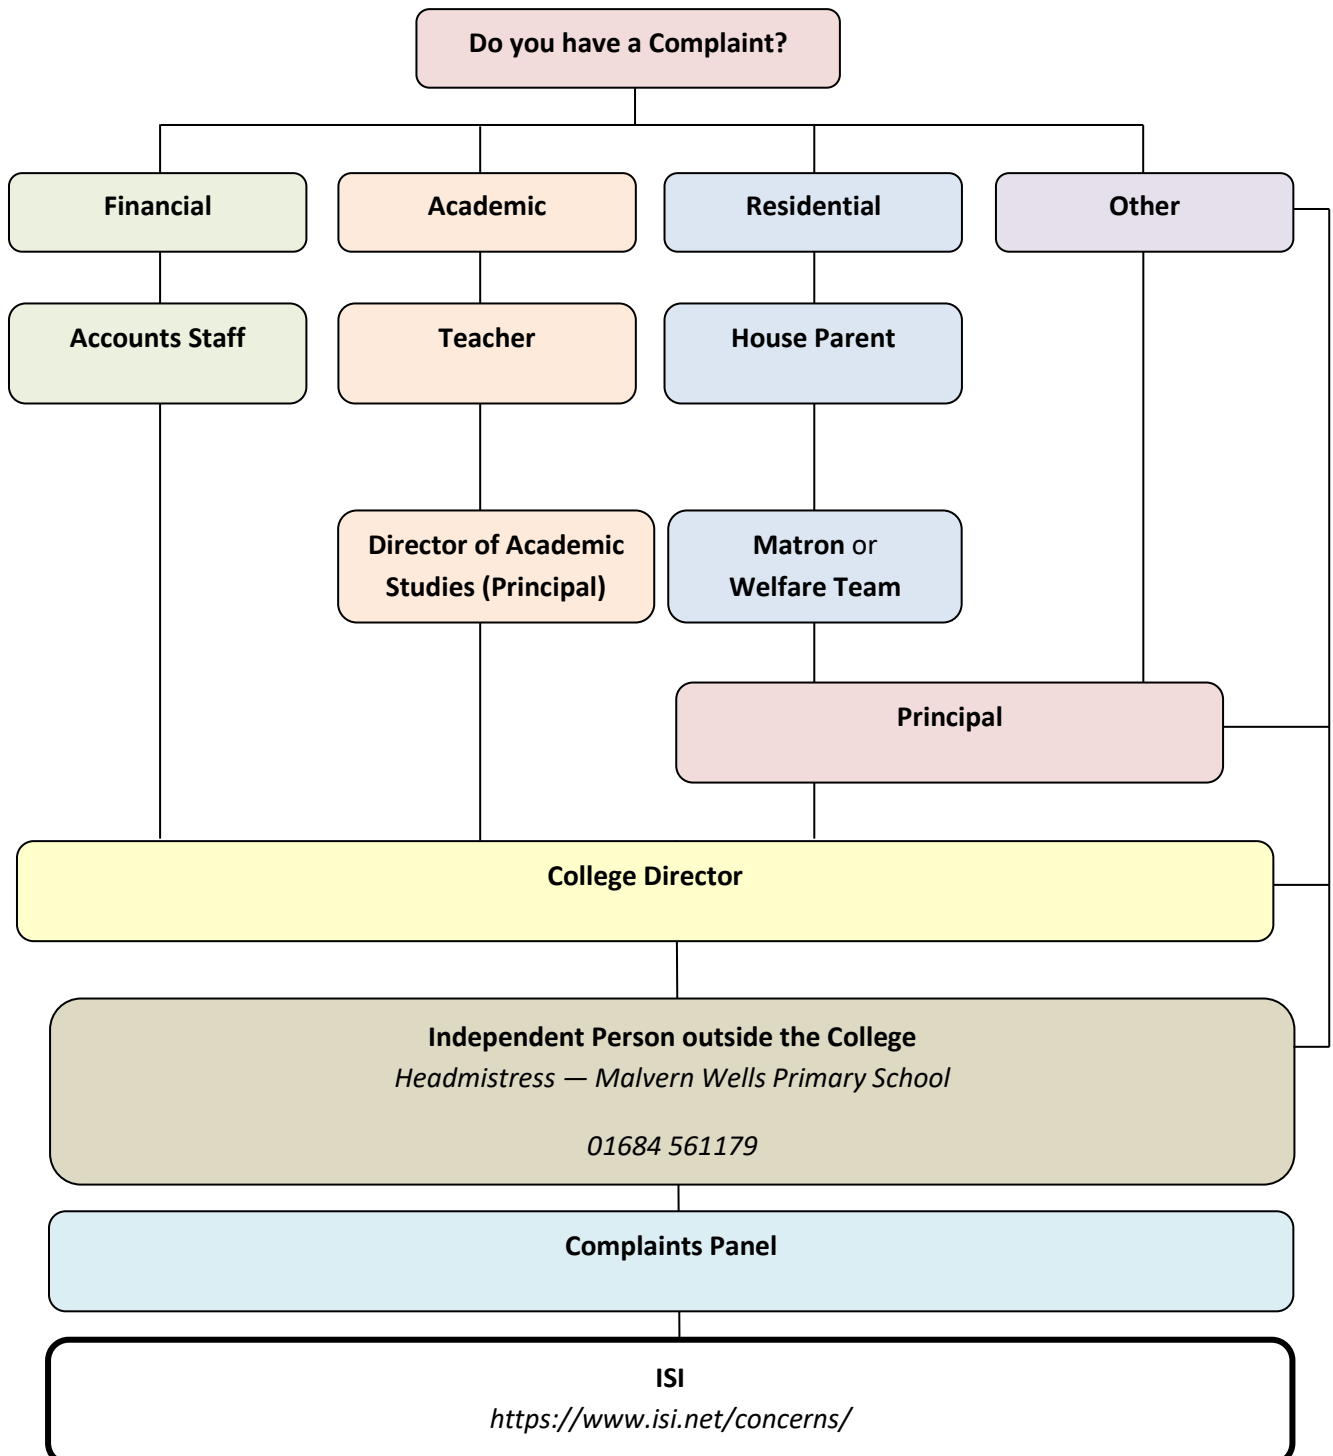 Do you have a Complaint?
Financial
Academic
Residential
Other
Accounts Staff
Teacher
House Parent
Director of Academic
Studies (Principal)
Matron or
Welfare Team
Principal
College Director
Independent Person outside the College
Headmistress — Malvern Wells Primary School
01684 561179
Complaints Panel
ISI
https://www.isi.net/concerns/